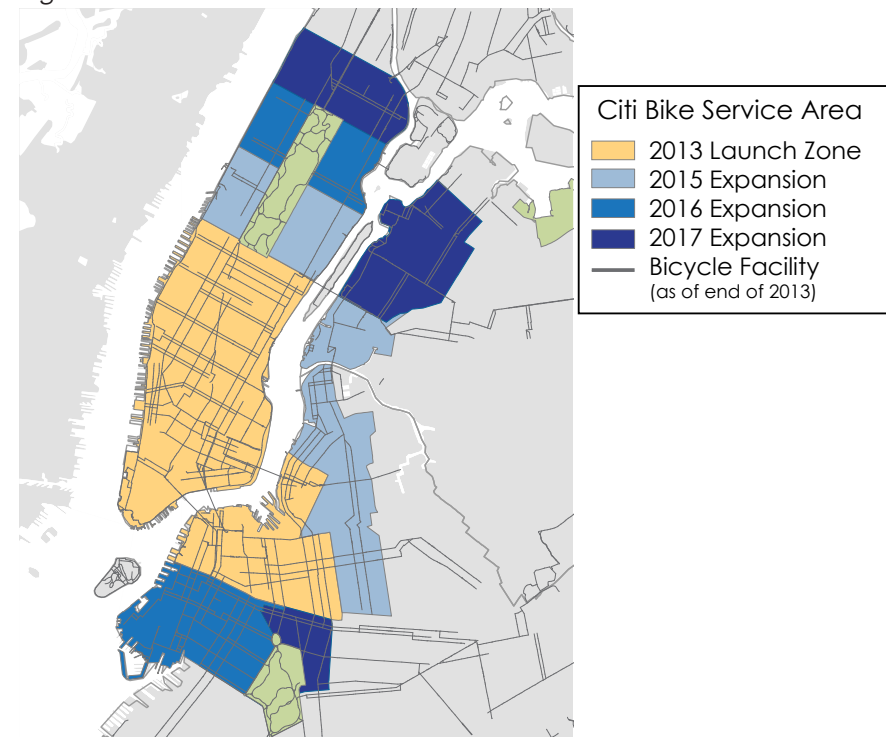 Citi Bike Service Area
2013 Launch Zone
2015 Expansion
2016 Expansion
2017 Expansion
Bicycle Facility
(as of end of 2013)